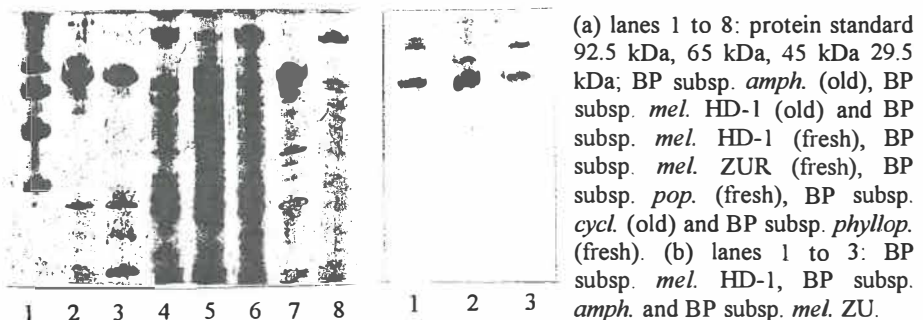 (a) lanes 1 to 8: protein standard
92.5 kDa, 65 kDa, 45 kDa 29.5
kDa; BP subsp. amph. (old), BP
subsp. mel. HD-1 (old) and BP
subsp. mel. HD-1 (fresh), BP
subsp. mel. ZUR (fresh), BP
subsp. pop. (fresh), BP subsp.
cycl. (old) and BP subsp. phyllop.
(fresh). (b) lanes 1 to 3: BP
subsp. mel. HD-1, BP subsp.
amph. and BP subsp. mel. ZU.
1 2 3 4 5 6 7 8
1 2 3